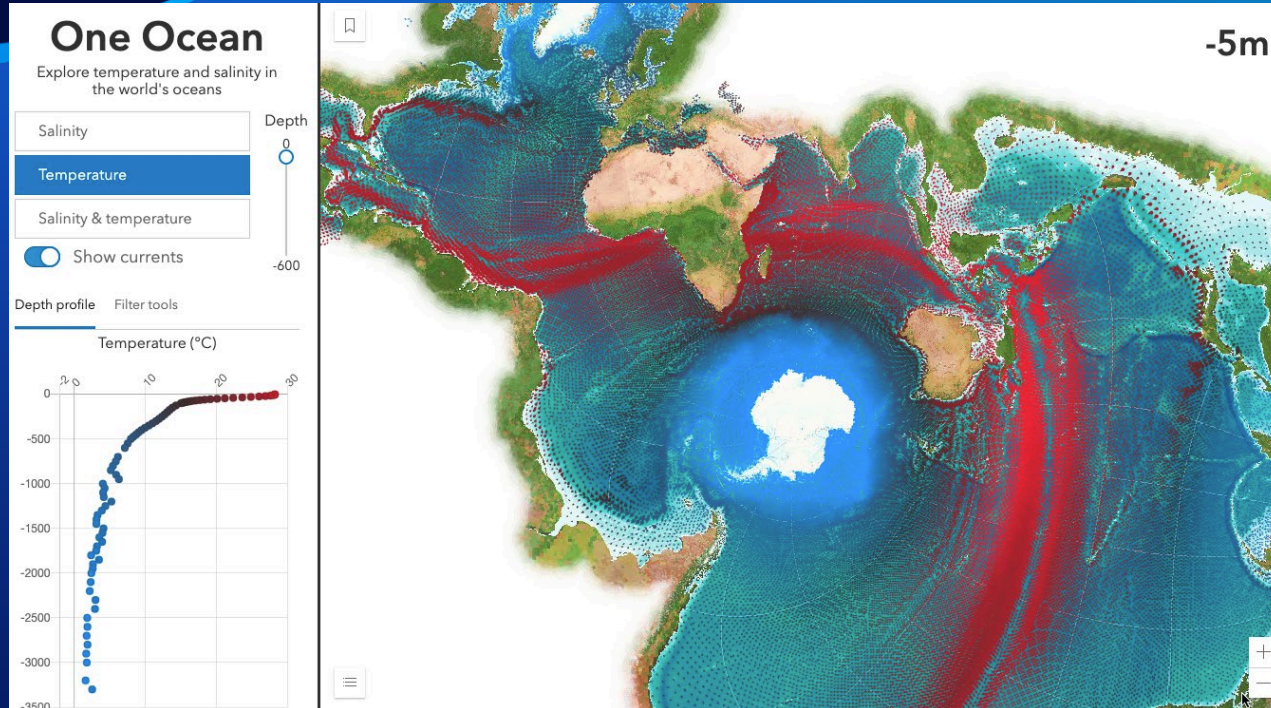 One Ocean
Explore temperature and salinity in
the world's oceans
Salinity
Temperature
Salinity & temperature
Show currents
Depth
0
-600
Depth profile
Filter tools
Temperature (°C)
-2
0
10
20
30
0
-500
-1000
-1500
-2000
-2500
-3000
-3500
-5m
+
−